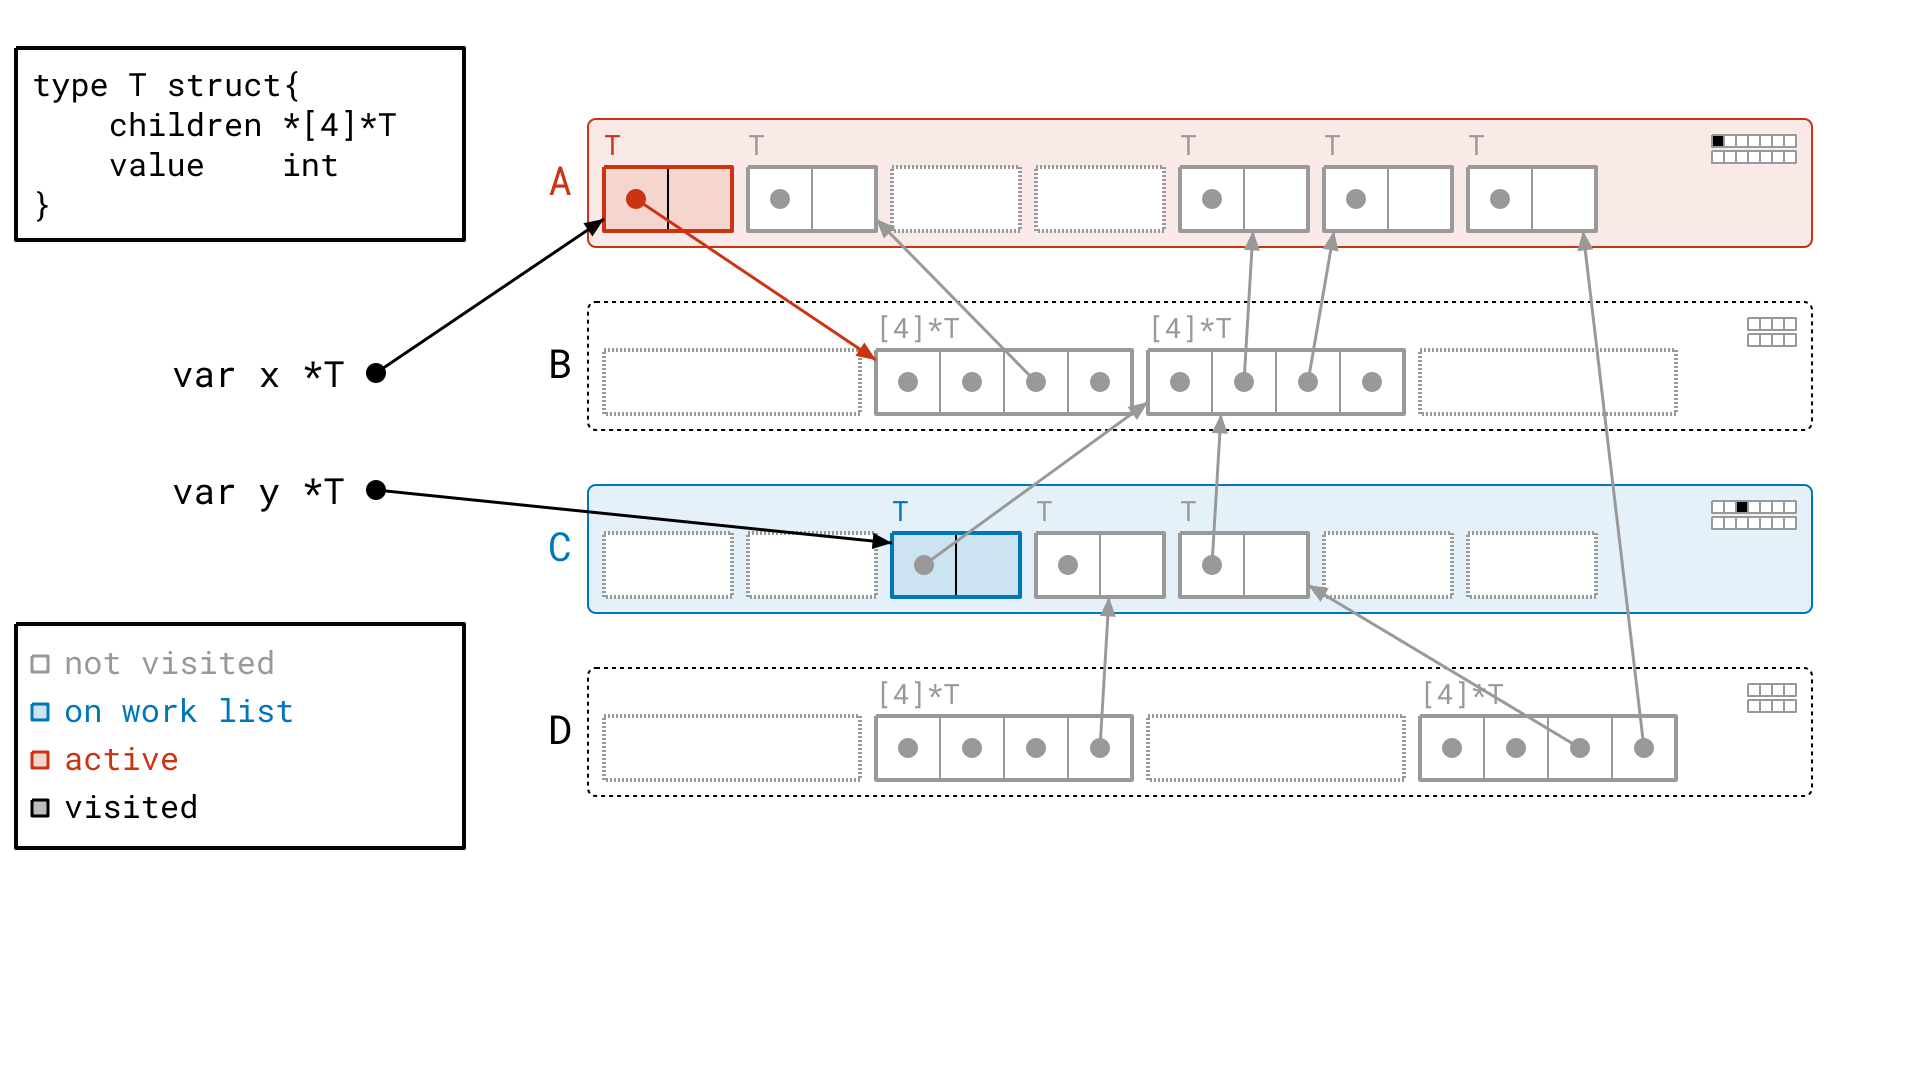 type T struct{
    children *[4]*T
    value    int
}
var x *T
var y *T
not visited
on work list
active
visited
A
T T T T T
B
[4]*T [4]*T
C
T T T
D
[4]*T [4]*T